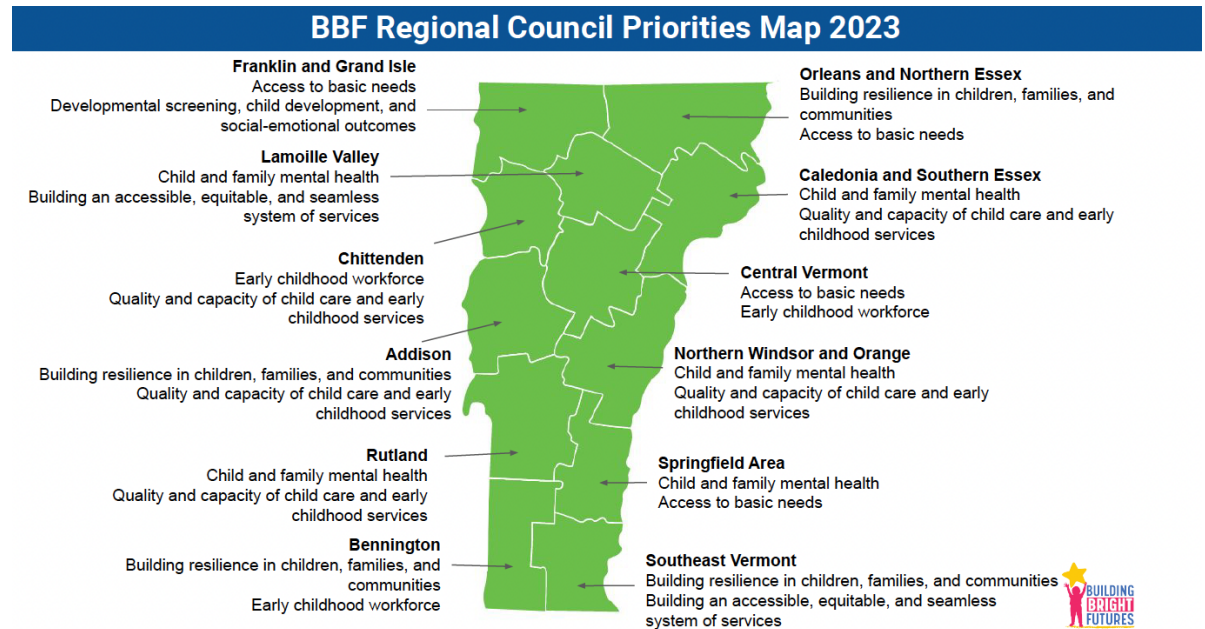 BBF Regional Council Priorities Map 2023
Franklin and Grand Isle
Access to basic needs
Developmental screening, child development, and
social-emotional outcomes
Lamoille Valley
Child and family mental health
Building an accessible, equitable, and seamless
system of services
Chittenden
Early childhood workforce
Quality and capacity of child care and early
childhood services
Addison
Building resilience in children, families, and communities
Quality and capacity of child care and early
childhood services
Rutland
Child and family mental health
Quality and capacity of child care and early
childhood services
Bennington
Building resilience in children, families, and
communities
Early childhood workforce
Orleans and Northern Essex
Building resilience in children, families, and
communities
Access to basic needs
Caledonia and Southern Essex
Child and family mental health
Quality and capacity of child care and early
childhood services
Central Vermont
Access to basic needs
Early childhood workforce
Northern Windsor and Orange
Child and family mental health
Quality and capacity of child care and early
childhood services
Springfield Area
Child and family mental health
Access to basic needs
Southeast Vermont
Building resilience in children, families, and communities
Building an accessible, equitable, and seamless
system of services
BUILDING
BRIGHT
FUTURES